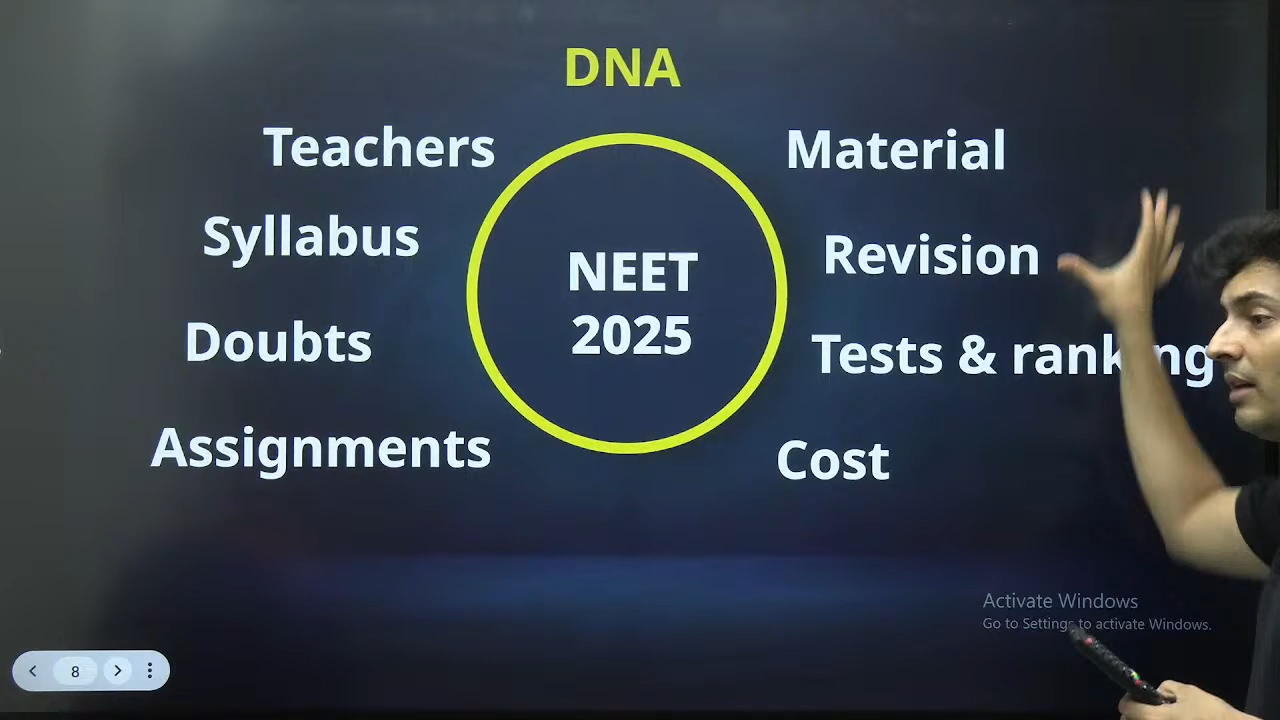 DNA
Teachers
Syllabus
Doubts
Assignments
NEET
2025
Material
Revision
Tests & ranking
Cost
Activate Windows
Go to Settings to activate Windows.
8